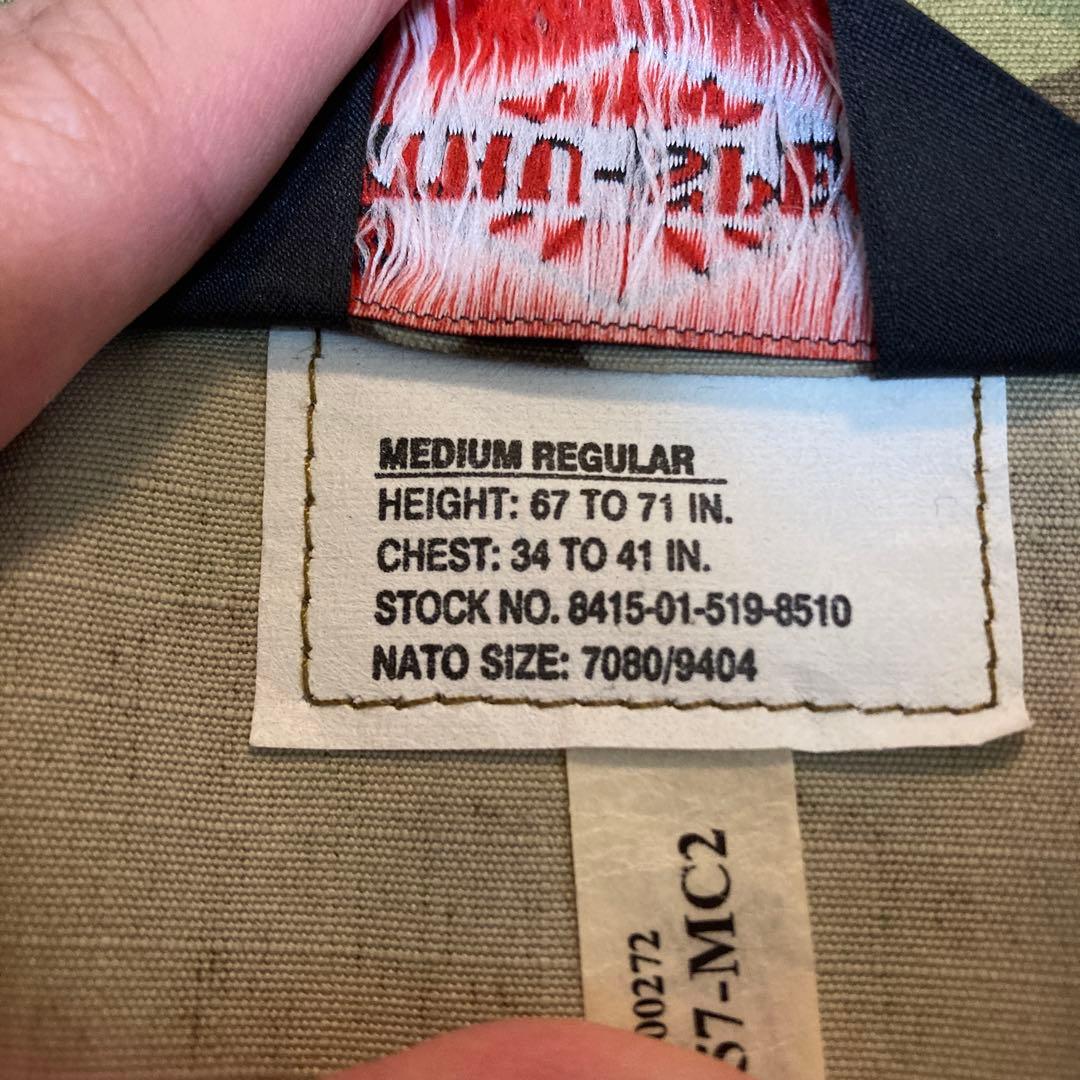 MEDIUM REGULAR
HEIGHT: 67 TO 71 IN.
CHEST: 34 TO 41 IN.
STOCK NO. 8415-01-519-8510
NATO SIZE: 7080/9404
00272
57-MC2